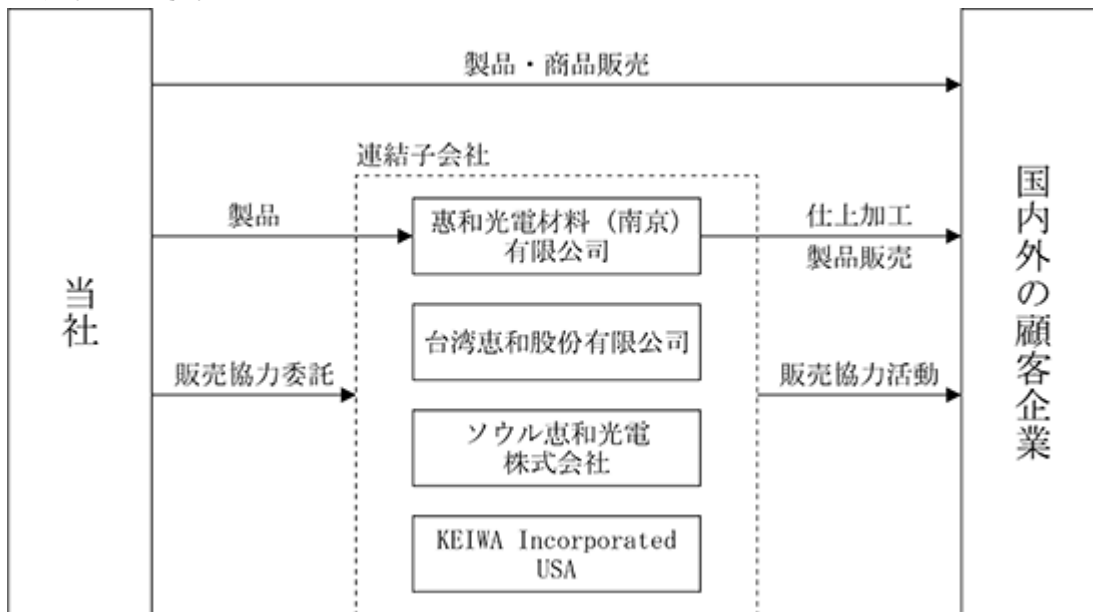 製品・商品販売
連結子会社
製品
惠和光電材料（南京）
有限公司
仕上加工
製品販売
当社
国内外の顧客企業
台湾恵和股份有限公司
販売協力委託
販売協力活動
ソウル恵和光電
株式会社
KEIWA Incorporated
USA